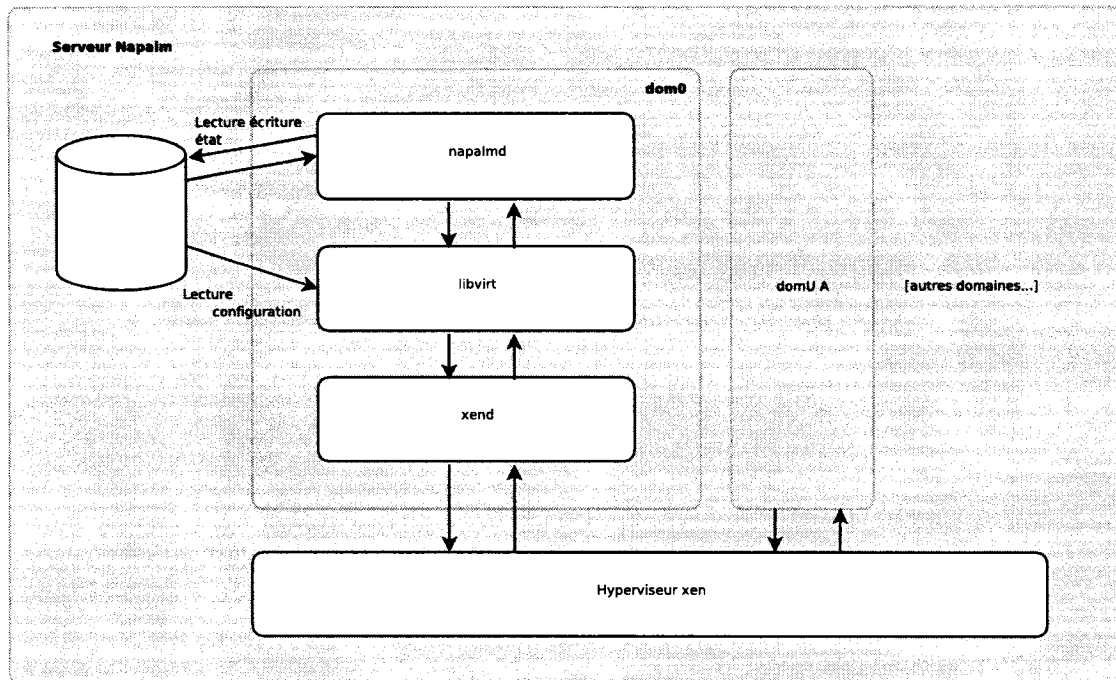 Serveur Napalm
dom0
Lecture écriture
état
napalmd
Lecture
configuration
libvirt
domU A
[autres domaines...]
xend
Hyperviseur xen